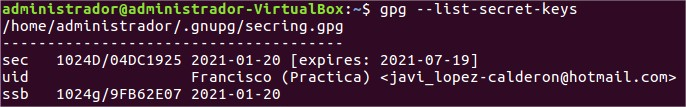 administrador@administrador-VirtualBox:~$ gpg --list-secret-keys
/home/administrador/.gnupg/secring.gpg
--------------------------------------
sec   1024D/04DC1925 2021-01-20 [expires: 2021-07-19]
uid                  Francisco (Practica) <javi_lopez-calderon@hotmail.com>
ssb   1024g/9FB62E07 2021-01-20